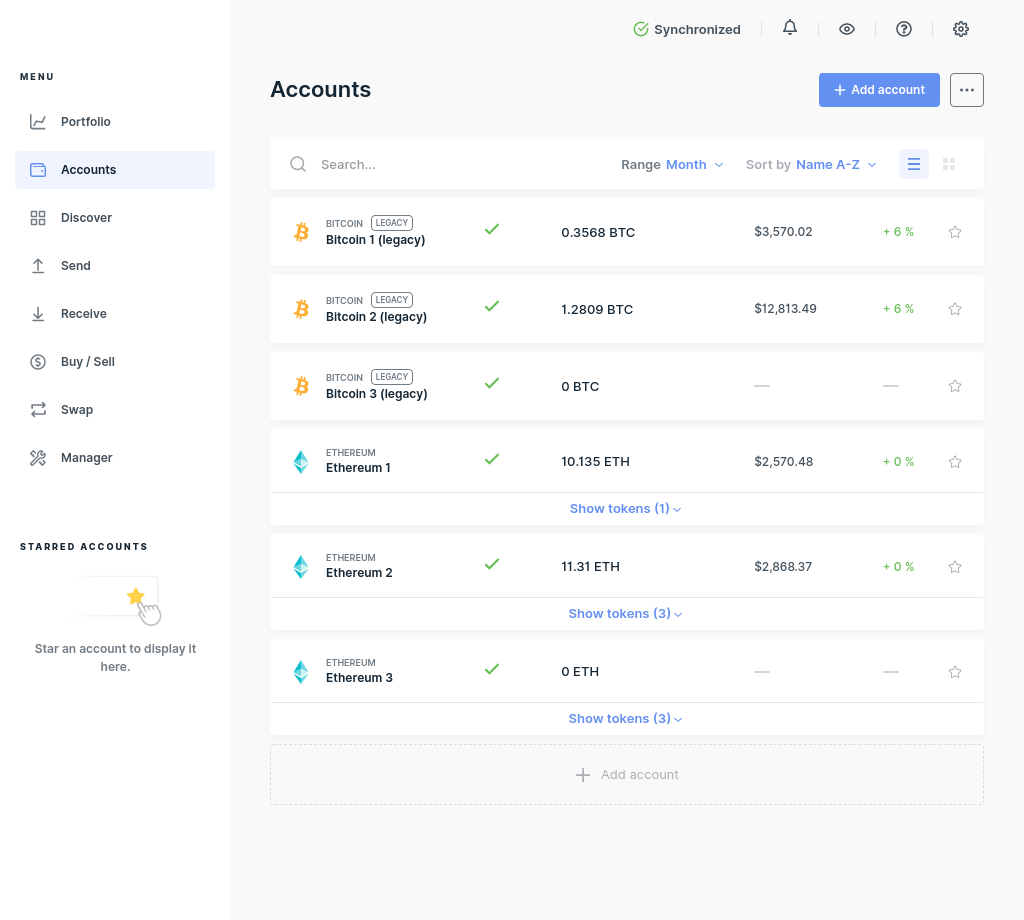 Synchronized
MENU
Portfolio
Accounts
Discover
Send
Receive
Buy / Sell
Swap
Manager
STARRED ACCOUNTS
Star an account to display it
here.
Accounts
Add account
Search...
Range Month
Sort by Name A-Z
BITCOIN LEGACY
Bitcoin 1 (legacy)
0.3568 BTC
$3,570.02
+ 6 %
BITCOIN LEGACY
Bitcoin 2 (legacy)
1.2809 BTC
$12,813.49
+ 6 %
BITCOIN LEGACY
Bitcoin 3 (legacy)
0 BTC
—
—
ETHEREUM
Ethereum 1
10.135 ETH
$2,570.48
+ 0 %
Show tokens (1)
ETHEREUM
Ethereum 2
11.31 ETH
$2,868.37
+ 0 %
Show tokens (3)
ETHEREUM
Ethereum 3
0 ETH
—
—
Show tokens (3)
Add account